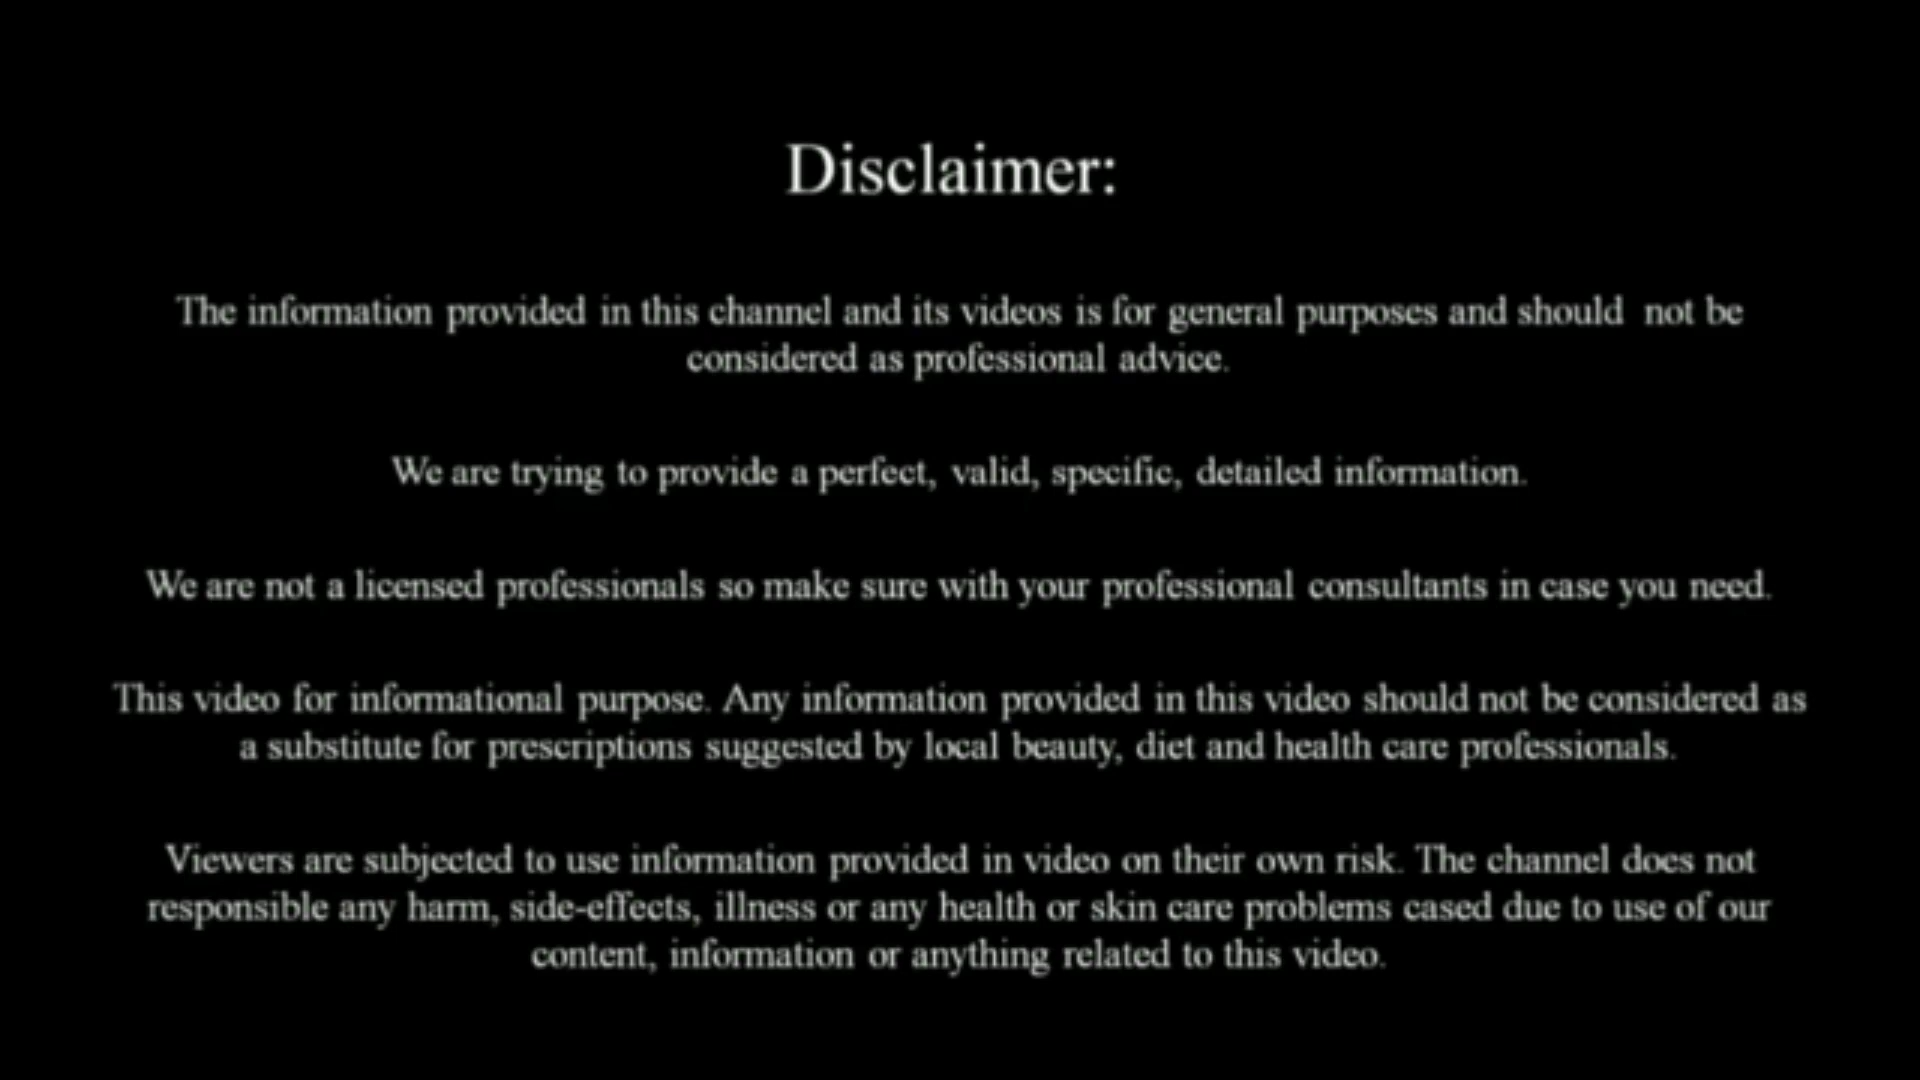 Disclaimer:
The information provided in this channel and its videos is for general purposes and should not be
considered as professional advice.
We are trying to provide a perfect, valid, specific, detailed information.
We are not a licensed professionals so make sure with your professional consultants in case you need.
This video for informational purpose. Any information provided in this video should not be considered as
a substitute for prescriptions suggested by local beauty, diet and health care professionals.
Viewers are subjected to use information provided in video on their own risk. The channel does not
responsible any harm, side-effects, illness or any health or skin care problems cased due to use of our
content, information or anything related to this video.